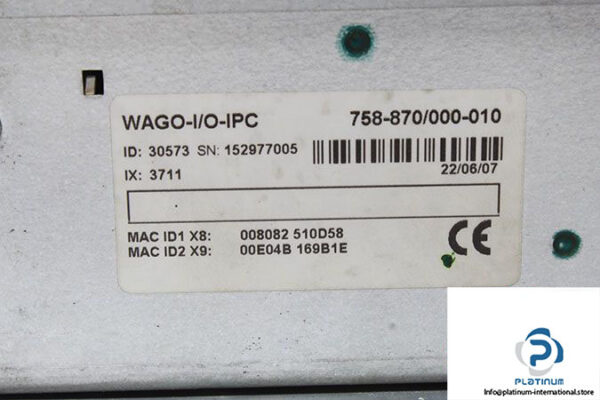 WAGO-I/O-IPC 758-870/000-010
ID: 30573 SN: 152977005
IX: 3711 22/06/07
MAC ID1 X8: 008082 510D58
MAC ID2 X9: 00E04B 169B1E
CE
PLATINUM
info@platinum-international.store